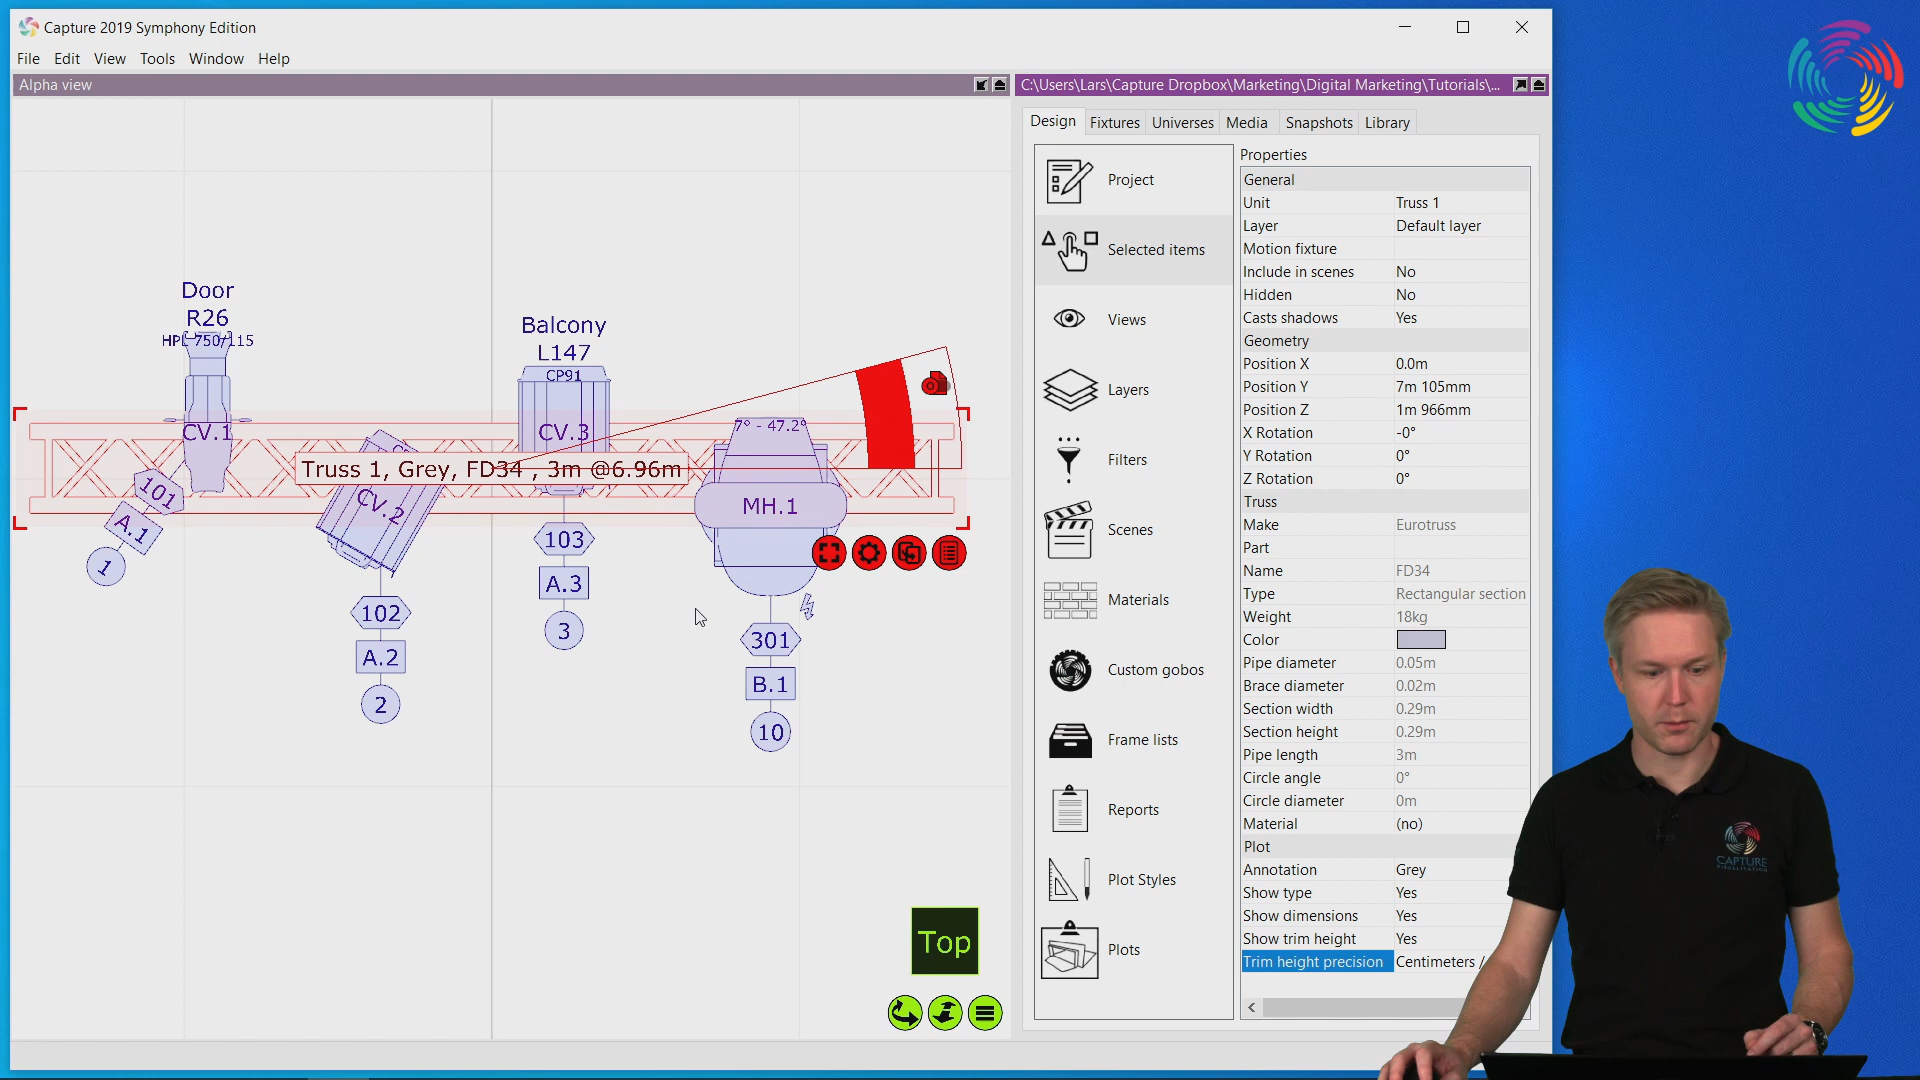 Capture 2019 Symphony Edition
File Edit View Tools Window Help
Alpha view
C:\Users\Lars\Capture Dropbox\Marketing\Digital Marketing\Tutorials\...
Design Fixtures Universes Media Snapshots Library
Door
R26
HPL 750/115
CV.1
101
A.1
1
CV.2
102
A.2
2
Balcony
L147
CP91
CV.3
103
A.3
3
Truss 1, Grey, FD34 , 3m @6.96m
7° - 47.2°
MH.1
301
B.1
10
Top
Project
Selected items
Views
Layers
Filters
Scenes
Materials
Custom gobos
Frame lists
Reports
Plot Styles
Plots
Properties
General
Unit Truss 1
Layer Default layer
Motion fixture
Include in scenes No
Hidden No
Casts shadows Yes
Geometry
Position X 0.0m
Position Y 7m 105mm
Position Z 1m 966mm
X Rotation -0°
Y Rotation 0°
Z Rotation 0°
Truss
Make Eurotruss
Part
Name FD34
Type Rectangular section
Weight 18kg
Color
Pipe diameter 0.05m
Brace diameter 0.02m
Section width 0.29m
Section height 0.29m
Pipe length 3m
Circle angle 0°
Circle diameter 0m
Material (no)
Plot
Annotation Grey
Show type Yes
Show dimensions Yes
Show trim height Yes
Trim height precision Centimeters /
CAPTURE